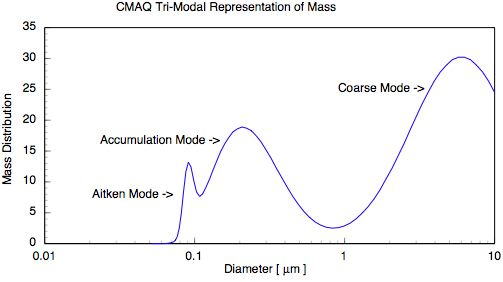 CMAQ Tri-Modal Representation of Mass
35
30
25
20
15
10
5
0
Mass Distribution
Coarse Mode ->
Accumulation Mode ->
Aitken Mode ->
0.01
0.1
1
10
Diameter [ μm ]